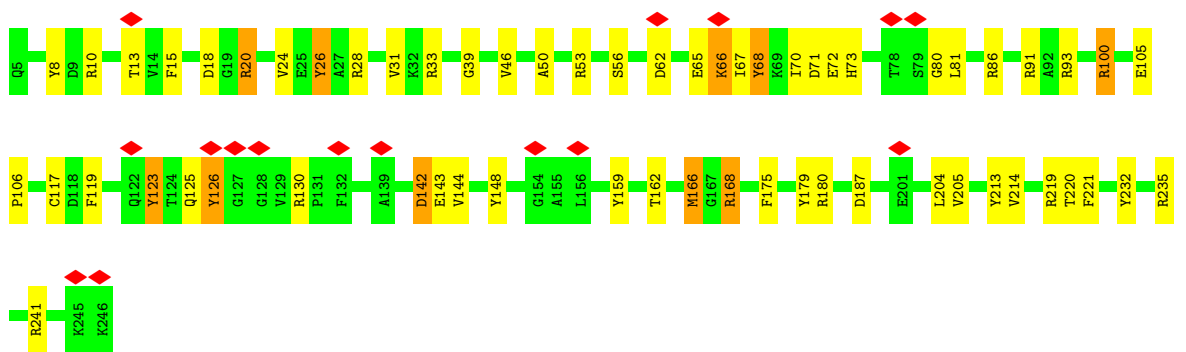 Q5 Y8 D9 R10 T13 V14 F15 D18 G19 R20 V24 E25 Y26 A27 R28 V31 K32 R33 G39 V46 A50 R53 S56 D62 E65 K66 I67 Y68 K69 I70 D71 E72 H73 T78 S79 G80 L81 R86 R91 A92 R93 R100 E105
P106 C117 D118 F119 Q122 Y123 T124 Q125 Y126 G127 G128 V129 R130 P131 F132 A139 D142 E143 V144 Y148 G154 A155 L156 Y159 T162 M166 G167 R168 F175 Y179 R180 D187 E201 L204 V205 Y213 V214 R219 T220 F221 Y232 R235
R241 K245 K246